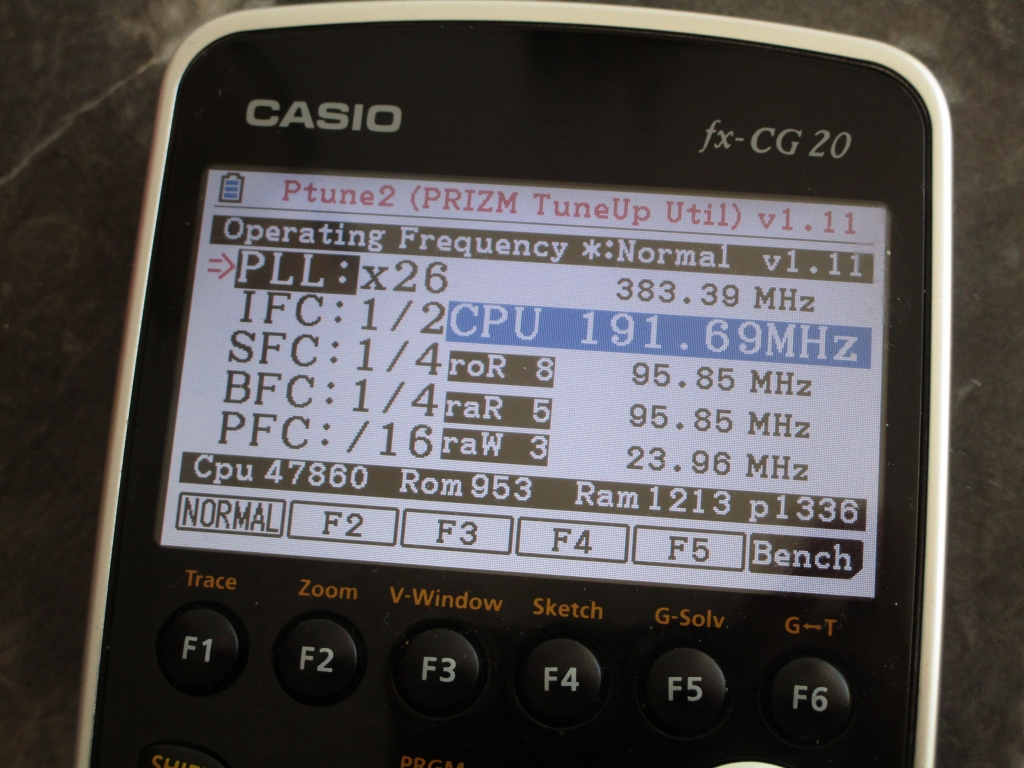 CASIO
fx-CG 20
Ptune2 (PRIZM TuneUp Util) v1.11
Operating Frequency *:Normal v1.11
⇒PLL:x26 383.39 MHz
IFC:1/2 CPU 191.69MHz
SFC:1/4 roR 8 95.85 MHz
BFC:1/4 raR 5 95.85 MHz
PFC:/16 raW 3 23.96 MHz
Cpu 47860 Rom 953 Ram 1213 p1336
NORMAL F2 F3 F4 F5 Bench
Trace Zoom V-Window Sketch G-Solv G↔T
F1 F2 F3 F4 F5 F6